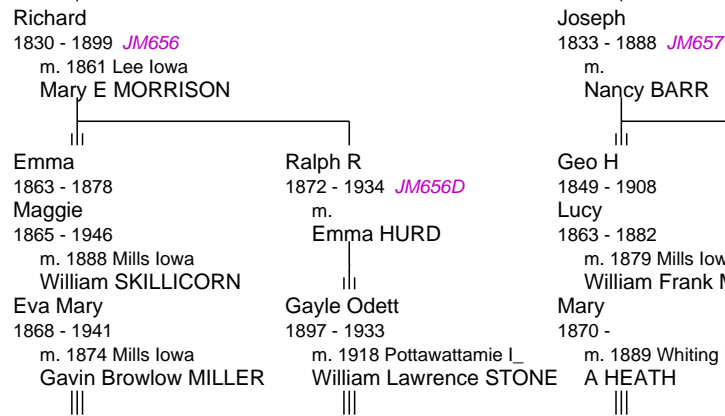 Richard
1830 - 1899 JM656
m. 1861 Lee Iowa
Mary E MORRISON
Emma
1863 - 1878
Maggie
1865 - 1946
m. 1888 Mills Iowa
William SKILLICORN
Eva Mary
1868 - 1941
m. 1874 Mills Iowa
Gavin Browlow MILLER
Ralph R
1872 - 1934 JM656D
m.
Emma HURD
Gayle Odett
1897 - 1933
m. 1918 Pottawattamie I_
William Lawrence STONE
Joseph
1833 - 1888 JM657
m.
Nancy BARR
Geo H
1849 - 1908
Lucy
1863 - 1882
m. 1879 Mills
William Frank
Mary
1870 -
m. 1889 Whiting
A HEATH